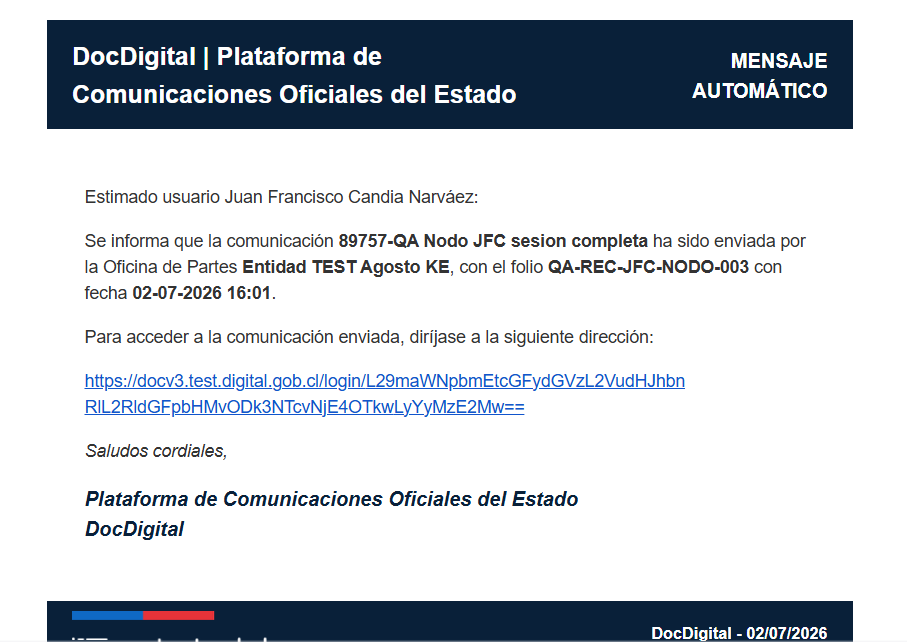 DocDigital | Plataforma de
Comunicaciones Oficiales del Estado
MENSAJE
AUTOMÁTICO
Estimado usuario Juan Francisco Candia Narváez:
Se informa que la comunicación 89757-QA Nodo JFC sesion completa ha sido enviada por
la Oficina de Partes Entidad TEST Agosto KE, con el folio QA-REC-JFC-NODO-003 con
fecha 02-07-2026 16:01.
Para acceder a la comunicación enviada, diríjase a la siguiente dirección:
https://docv3.test.digital.gob.cl/login/L29maWNpbmEtcGFydGVzL2VudHJhbn
RlL2RldGFpbHMvODk3NTcvNjE4OTkwLyYyMzE2Mw==
Saludos cordiales,
Plataforma de Comunicaciones Oficiales del Estado
DocDigital
DocDigital - 02/07/2026